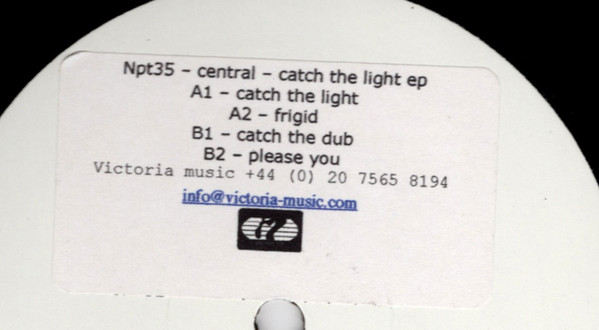 Npt35 – central – catch the light ep
A1 – catch the light
A2 – frigid
B1 – catch the dub
B2 – please you
Victoria music +44 (0) 20 7565 8194
info@victoria-music.com